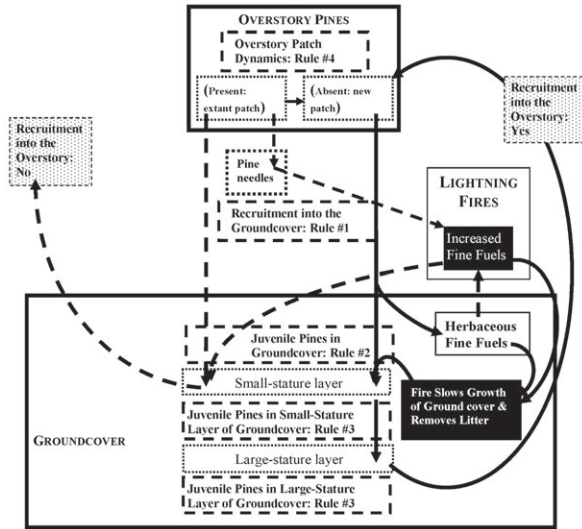 OVERSTORY PINES
Overstory Patch
Dynamics: Rule #4
(Present:
extant patch)
(Absent: new
patch)
Recruitment
into the
Overstory:
No
Recruitment
into the
Overstory:
Yes
Pine
needles
LIGHTNING
FIRES
Recruitment into the
Groundcover: Rule #1
Increased
Fine Fuels
Herbaceous
Fine Fuels
Juvenile Pines in
Groundcover: Rule #2
Small-stature layer
Fire Slows Growth
of Ground cover &
Removes Litter
Juvenile Pines in Small-Stature
Layer of Groundcover: Rule #3
GROUNDCOVER
Large-stature layer
Juvenile Pines in Large-Stature
Layer of Groundcover: Rule #3